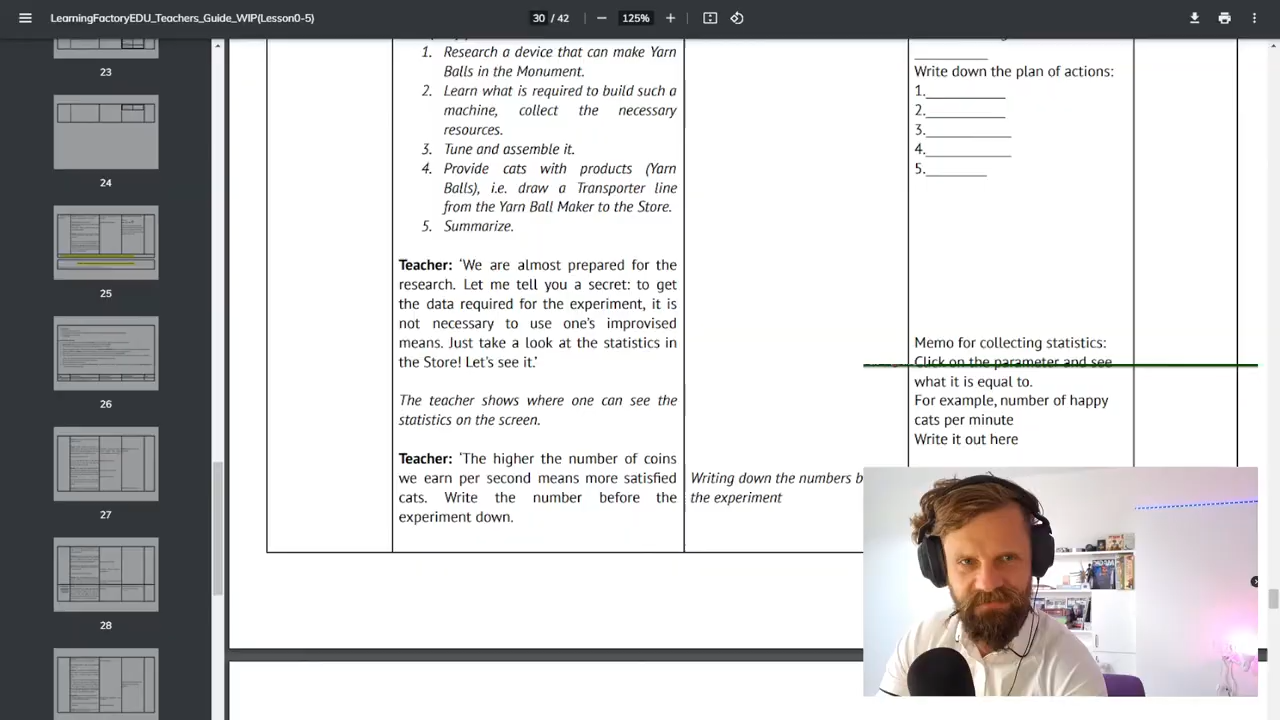 LearningFactoryEDU_Teachers_Guide_WIP(Lesson0-5)
30 / 42
125%
23
24
25
26
27
28
1. Research a device that can make Yarn
Balls in the Monument.
2. Learn what is required to build such a
machine, collect the necessary
resources.
3. Tune and assemble it.
4. Provide cats with products (Yarn
Balls), i.e. draw a Transporter line
from the Yarn Ball Maker to the Store.
5. Summarize.
Teacher: ‘We are almost prepared for the
research. Let me tell you a secret: to get
the data required for the experiment, it is
not necessary to use one’s improvised
means. Just take a look at the statistics in
the Store! Let’s see it.’
The teacher shows where one can see the
statistics on the screen.
Teacher: ‘The higher the number of coins
we earn per second means more satisfied
cats. Write the number before the
experiment down.
Writing down the numbers b
the experiment
Write down the plan of actions:
1.
2.
3.
4.
5.
Memo for collecting statistics:
Click on the parameter and see
what it is equal to.
For example, number of happy
cats per minute
Write it out here